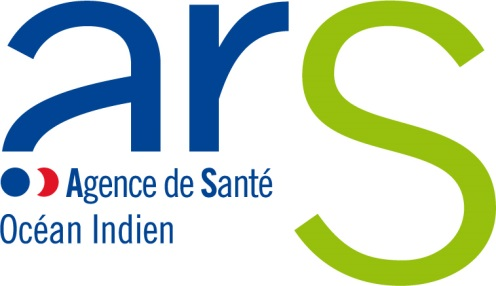 arS
Agence de Santé
Océan Indien